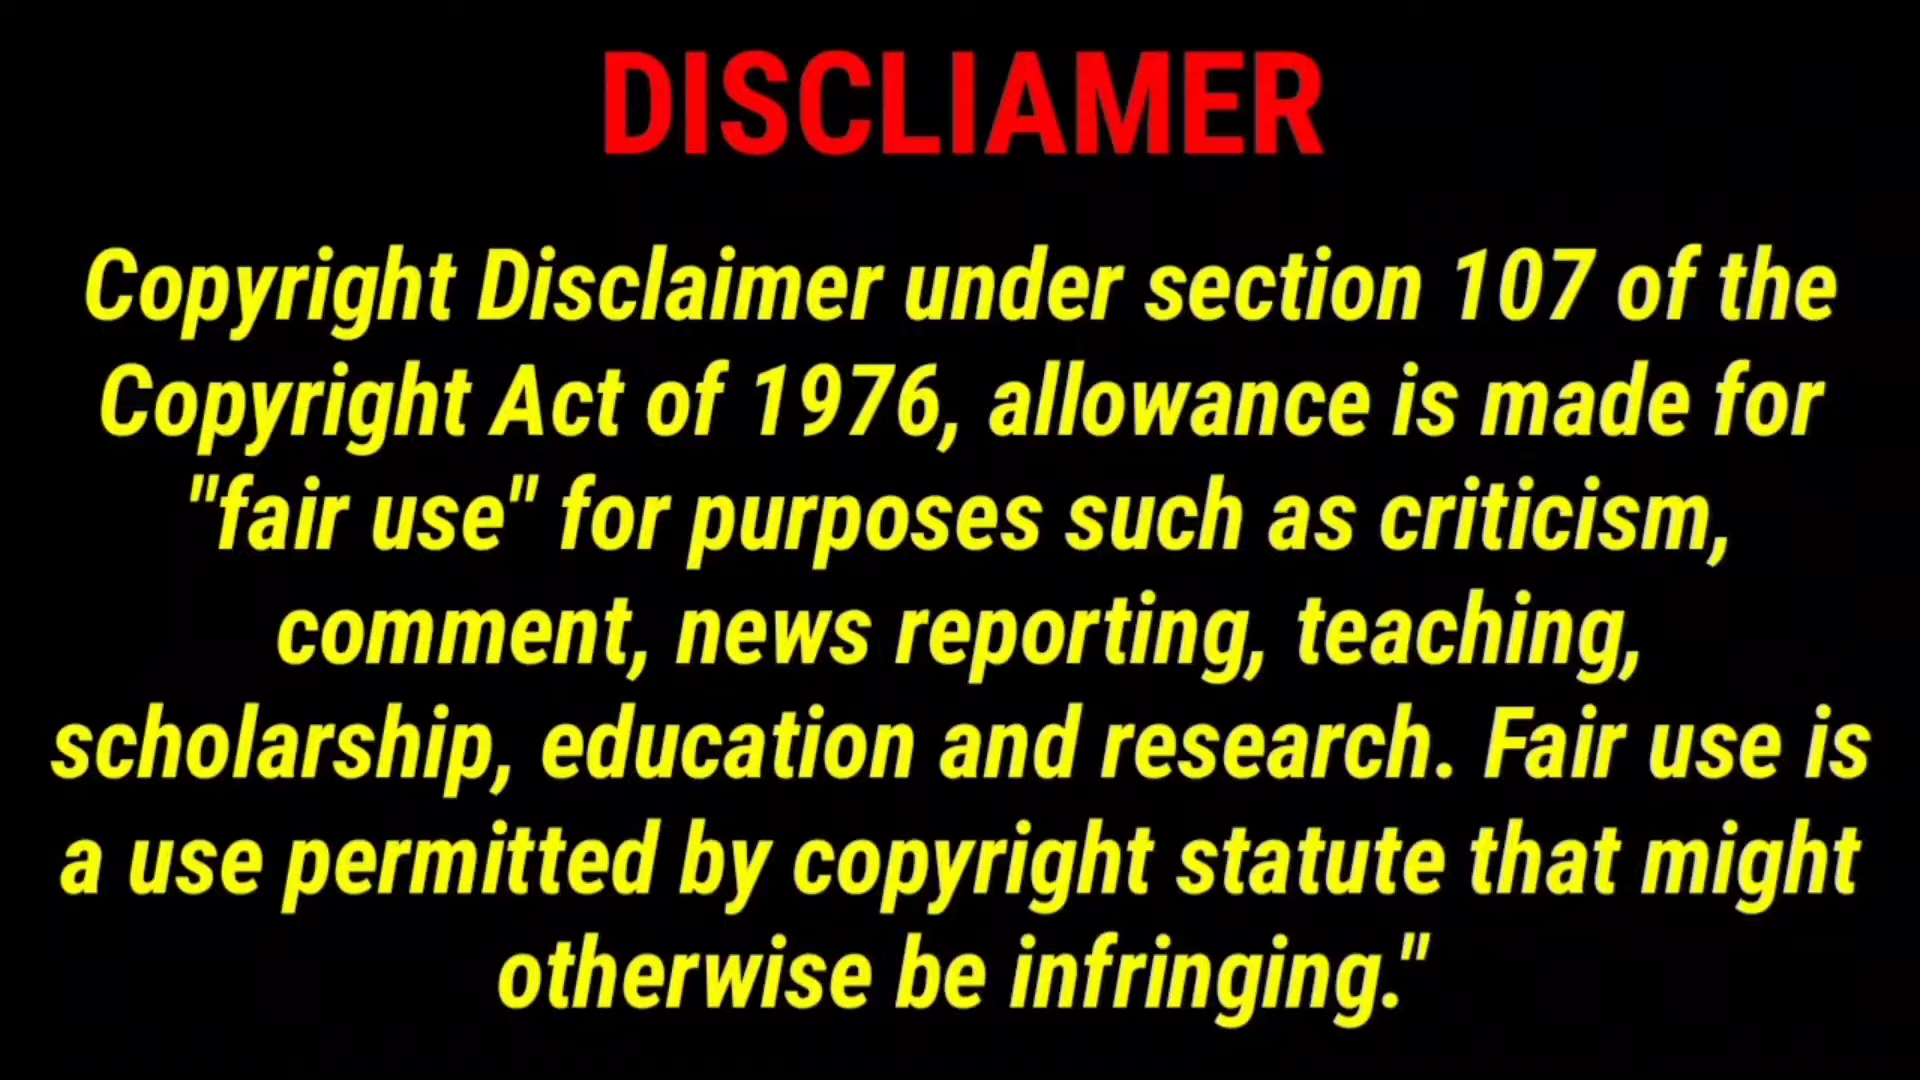 DISCLIAMER
Copyright Disclaimer under section 107 of the
Copyright Act of 1976, allowance is made for
"fair use" for purposes such as criticism,
comment, news reporting, teaching,
scholarship, education and research. Fair use is
a use permitted by copyright statute that might
otherwise be infringing."